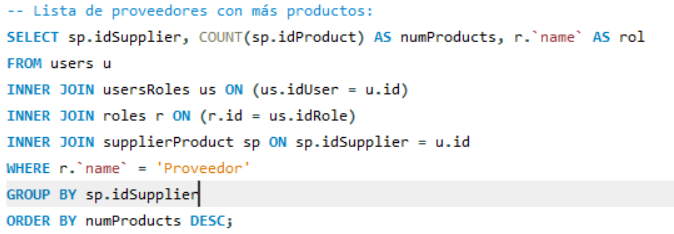 -- Lista de proveedores con más productos:
SELECT sp.idSupplier, COUNT(sp.idProduct) AS numProducts, r.`name` AS rol
FROM users u
INNER JOIN usersRoles us ON (us.idUser = u.id)
INNER JOIN roles r ON (r.id = us.idRole)
INNER JOIN supplierProduct sp ON sp.idSupplier = u.id
WHERE r.`name` = 'Proveedor'
GROUP BY sp.idSupplier
ORDER BY numProducts DESC;